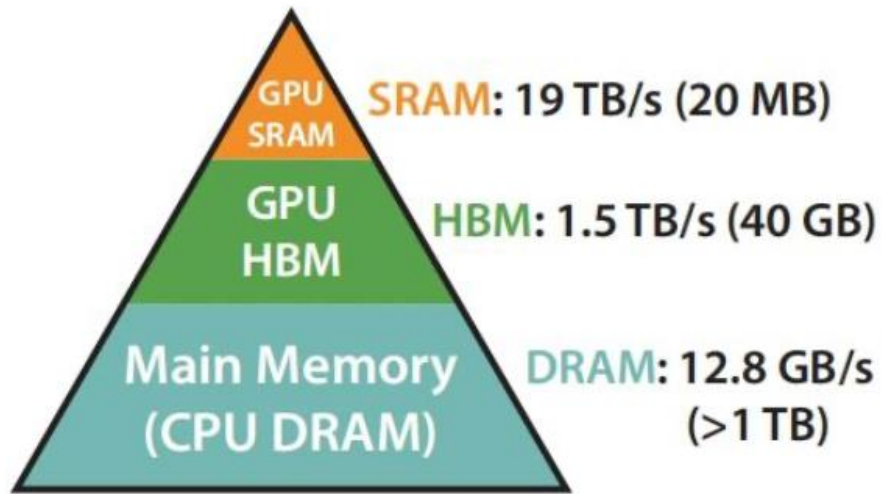 GPU
SRAM
SRAM: 19 TB/s (20 MB)
GPU
HBM
HBM: 1.5 TB/s (40 GB)
Main Memory
(CPU DRAM)
DRAM: 12.8 GB/s
(>1 TB)